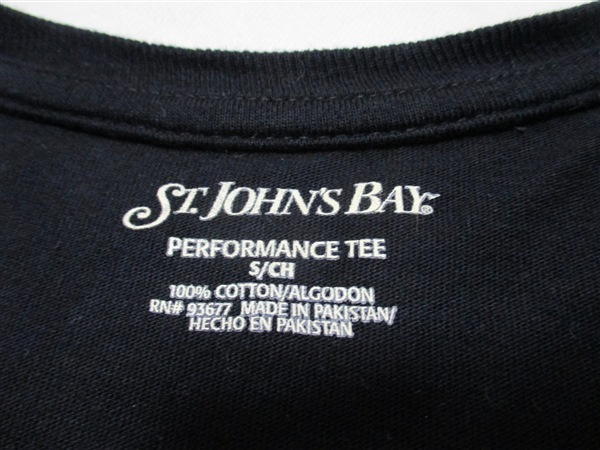 ST. JOHN'S BAY®
PERFORMANCE TEE
S/CH
100% COTTON/ALGODON
RN# 93677 MADE IN PAKISTAN/
HECHO EN PAKISTAN